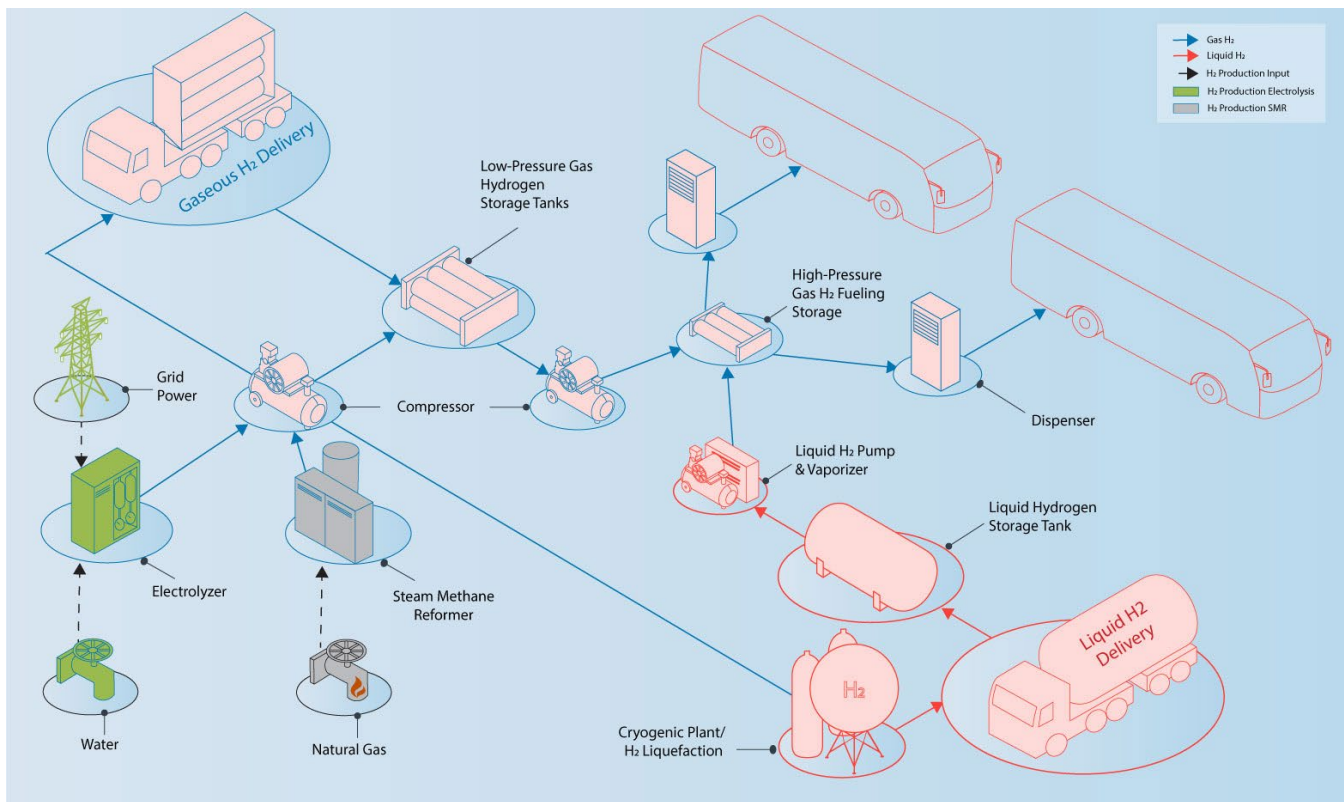 Gas H₂
Liquid H₂
H₂ Production Input
H₂ Production Electrolysis
H₂ Production SMR
Gaseous H₂ Delivery
Low-Pressure Gas
Hydrogen
Storage Tanks
High-Pressure
Gas H₂ Fueling
Storage
Grid
Power
Compressor
Dispenser
Liquid H₂ Pump
& Vaporizer
Liquid Hydrogen
Storage Tank
Electrolyzer
Steam Methane
Reformer
Liquid H2
Delivery
H₂
Water
Natural Gas
Cryogenic Plant/
H₂ Liquefaction